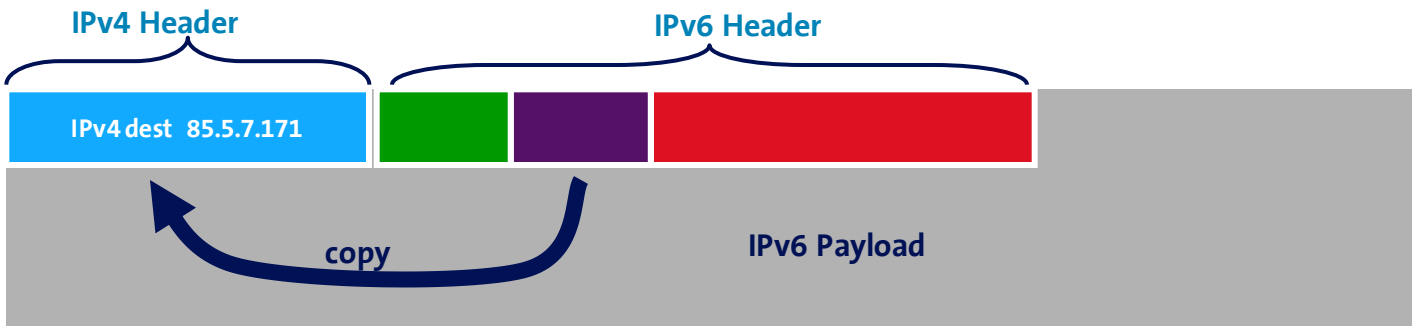 IPv4 Header
IPv6 Header
IPv4 dest 85.5.7.171
copy
IPv6 Payload